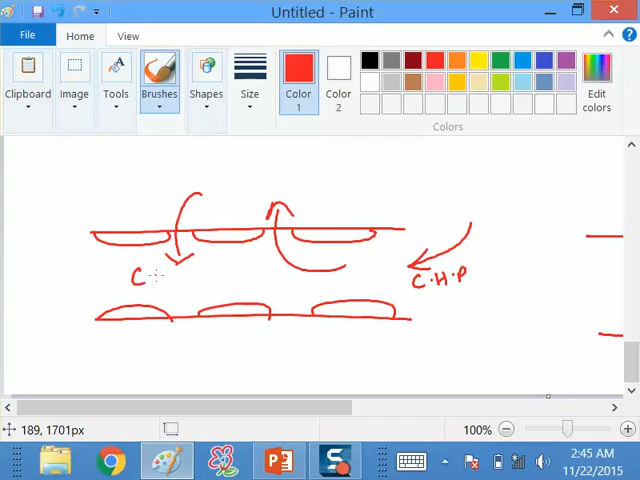 Untitled - Paint
File
Home
View
Clipboard
Image
Tools
Brushes
Shapes
Size
Color 1
Color 2
Edit colors
Colors
C
C.H.P
189, 1701px
100%
2:45 AM
11/22/2015